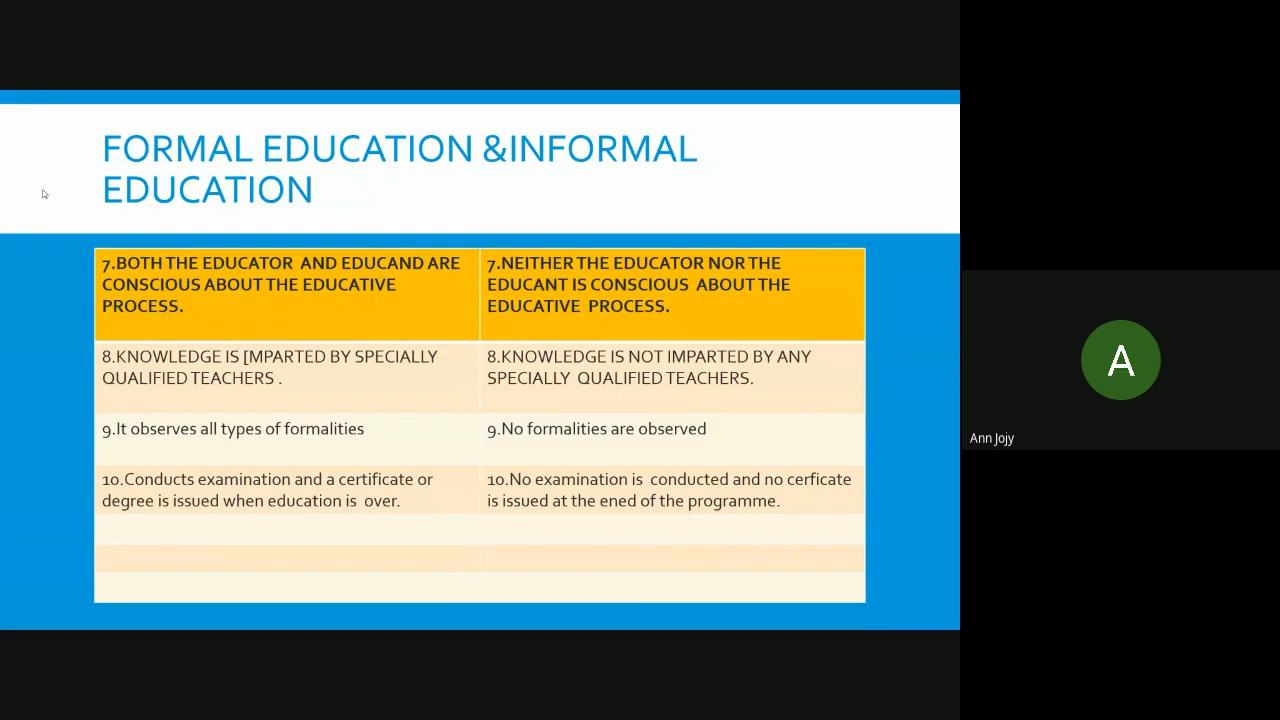 FORMAL EDUCATION &INFORMAL
EDUCATION
7.BOTH THE EDUCATOR AND EDUCAND ARE
CONSCIOUS ABOUT THE EDUCATIVE
PROCESS.
7.NEITHER THE EDUCATOR NOR THE
EDUCANT IS CONSCIOUS ABOUT THE
EDUCATIVE PROCESS.
8.KNOWLEDGE IS [MPARTED BY SPECIALLY
QUALIFIED TEACHERS .
8.KNOWLEDGE IS NOT IMPARTED BY ANY
SPECIALLY QUALIFIED TEACHERS.
9.It observes all types of formalities
9.No formalities are observed
10.Conducts examination and a certificate or
degree is issued when education is over.
10.No examination is conducted and no cerficate
is issued at the ened of the programme.
A
Ann Jojy